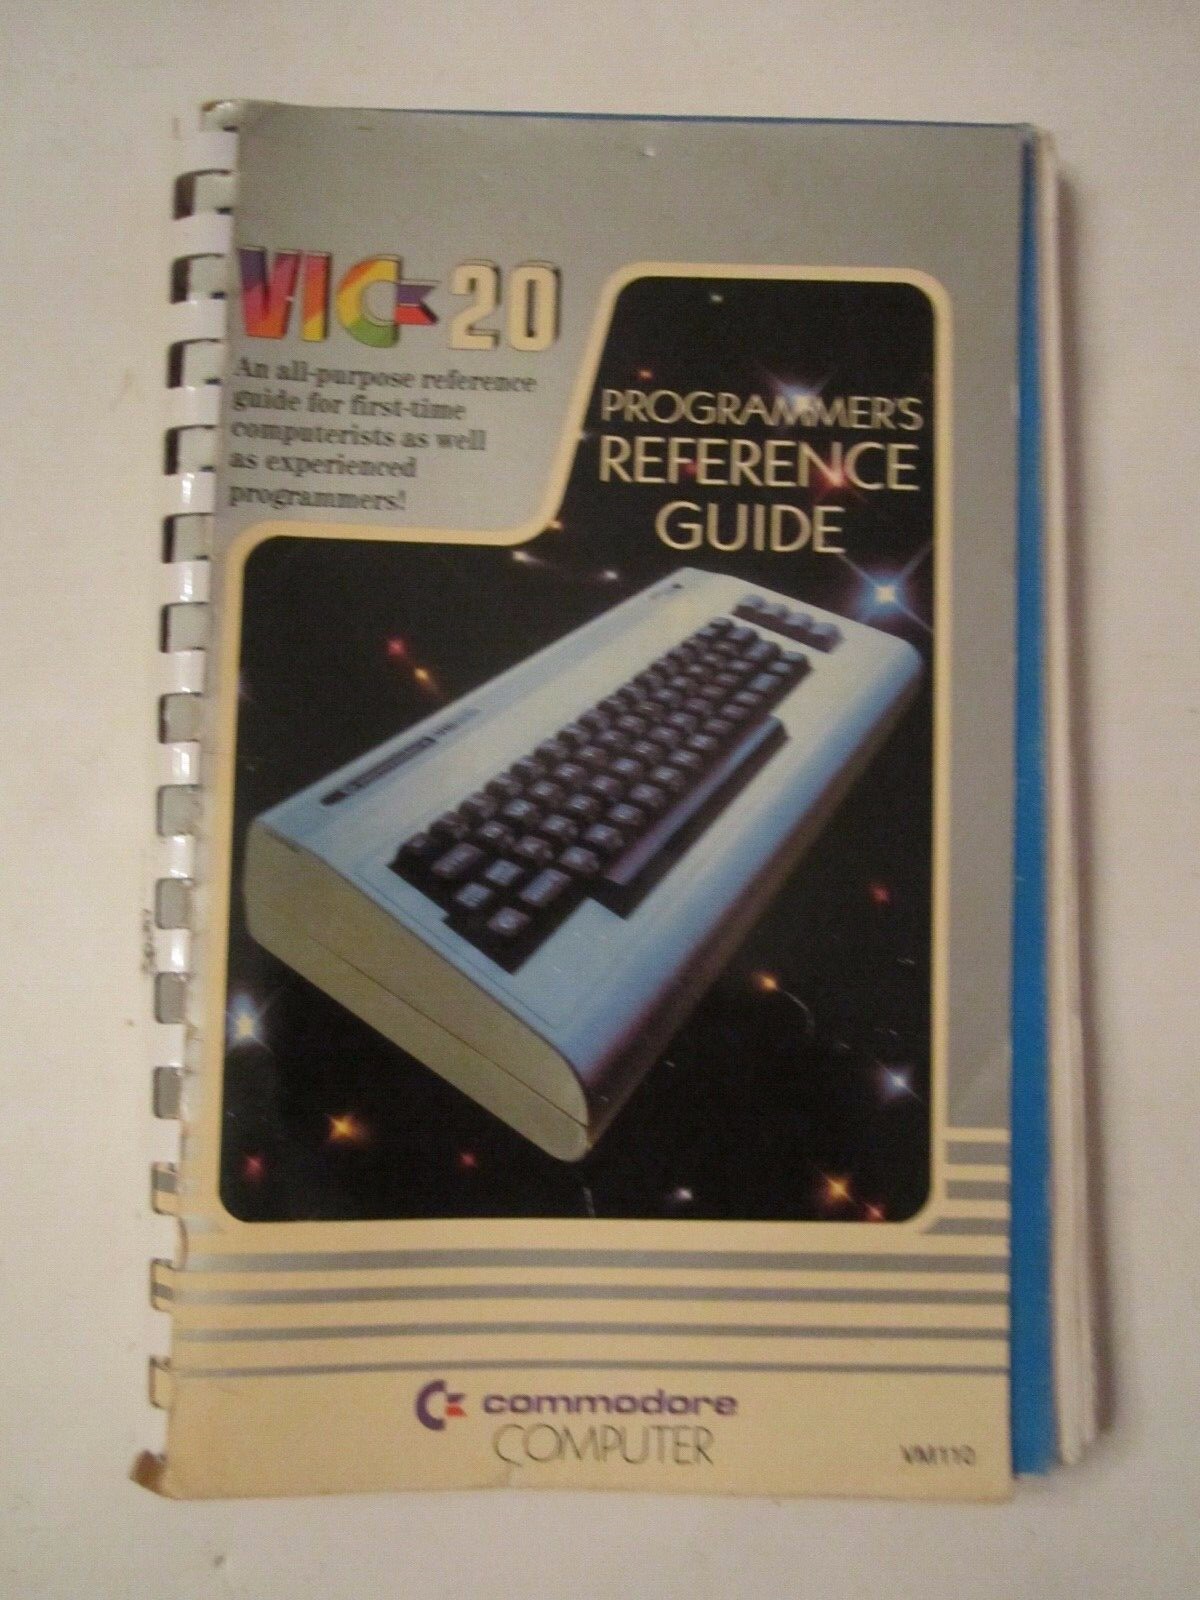 VIC 20
An all-purpose reference
guide for first-time
computerists as well
as experienced
programmers!
PROGRAMMER'S
REFERENCE
GUIDE
commodore
COMPUTER
VM110